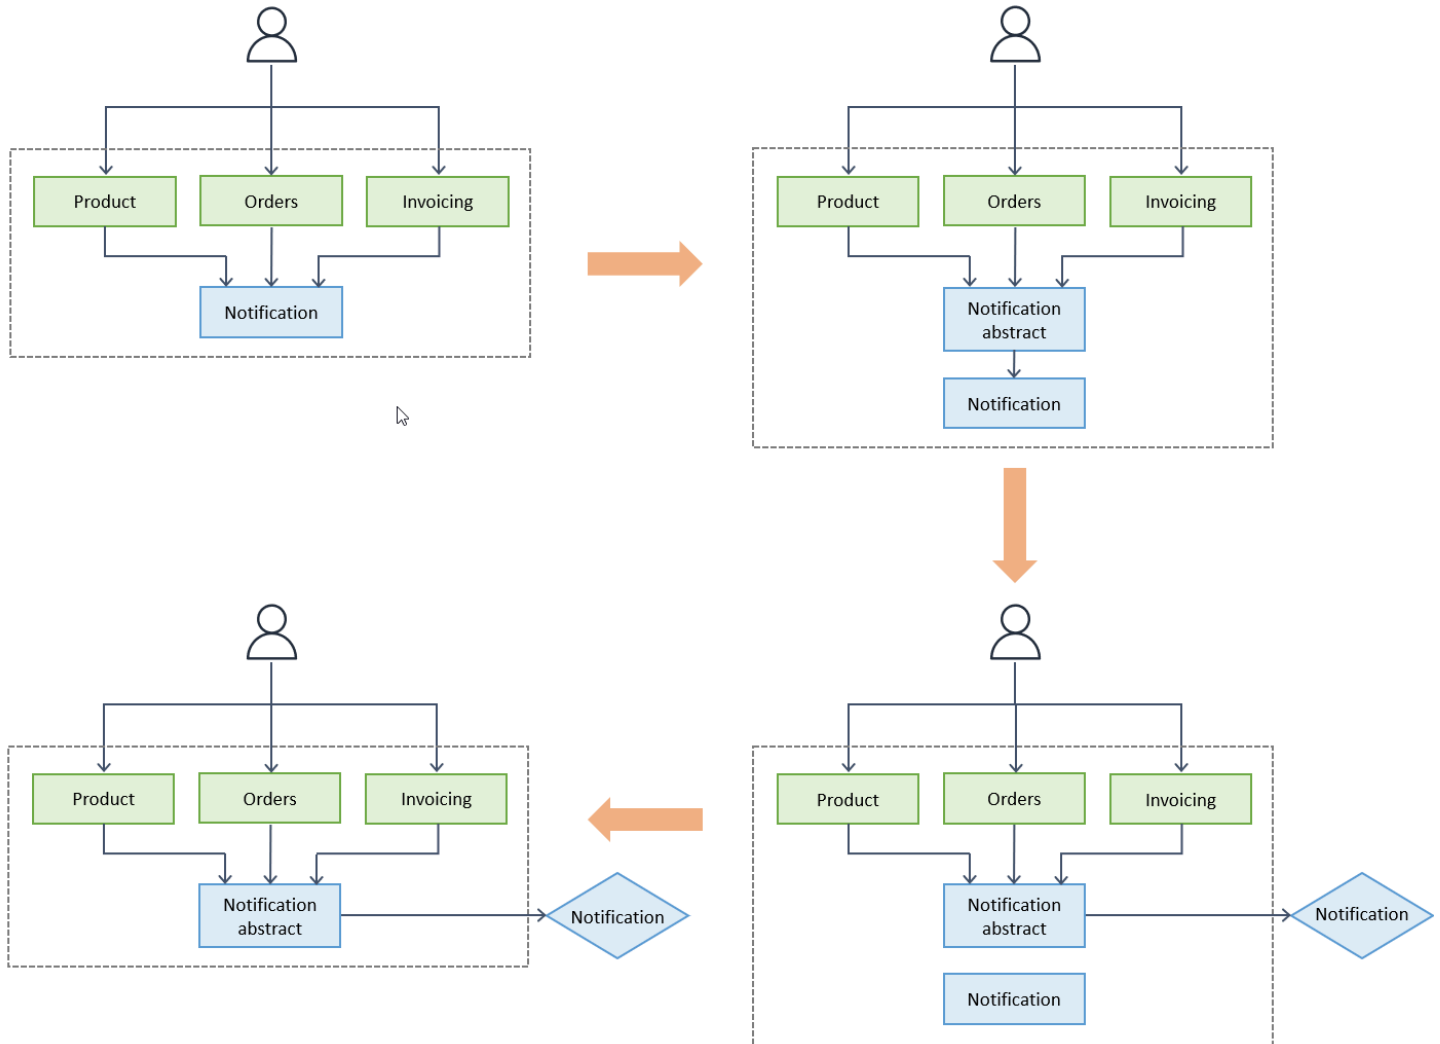 Product
Orders
Invoicing
Notification
Product
Orders
Invoicing
Notification
abstract
Notification
Product
Orders
Invoicing
Notification
abstract
Notification
Product
Orders
Invoicing
Notification
abstract
Notification
Notification